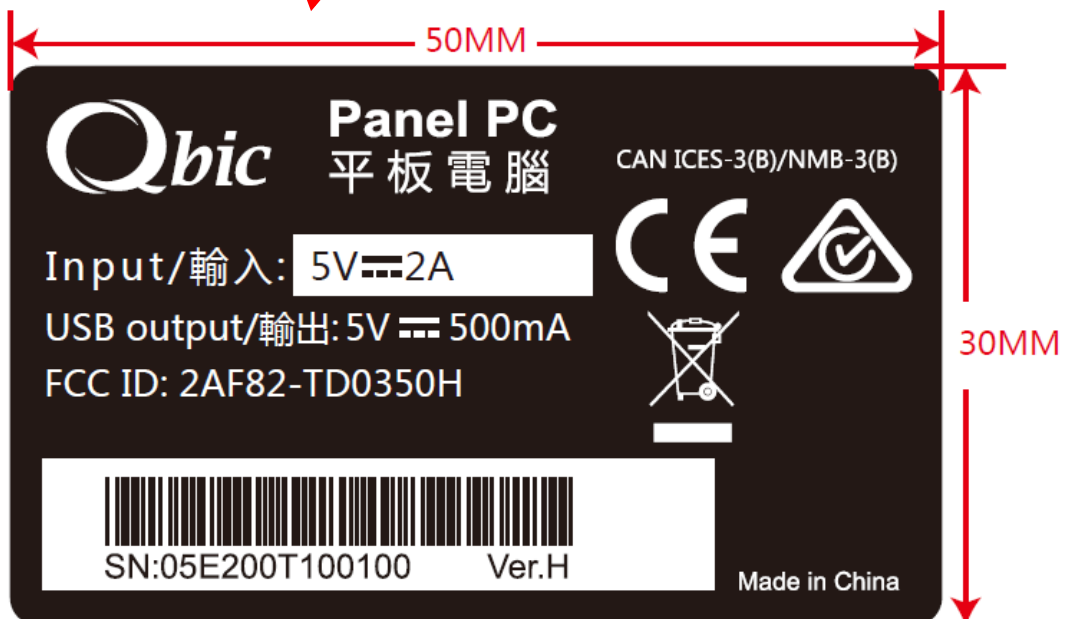 50MM
Qbic
Panel PC
平板電腦
CAN ICES-3(B)/NMB-3(B)
CE
Input/輸入: 5V⎓2A
30MM
USB output/輸出: 5V ⎓ 500mA
FCC ID: 2AF82-TD0350H
SN:05E200T100100 Ver.H
Made in China